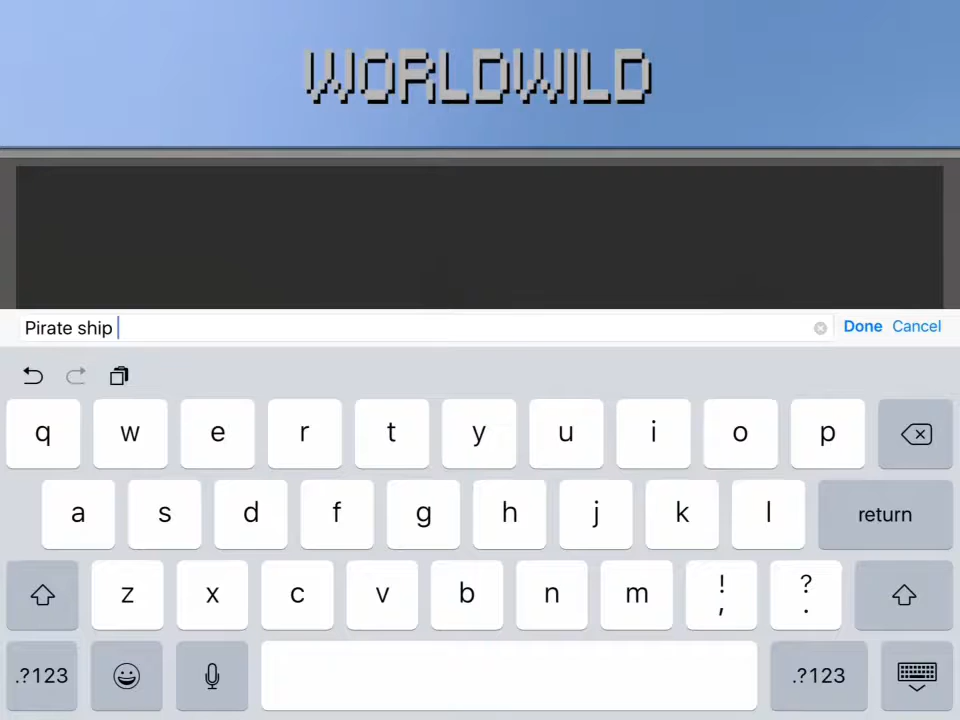 WORLDWILD
Pirate ship
Done Cancel
q w e r t y u i o p
a s d f g h j k l return
z x c v b n m ! , ? .
.?123 .?123